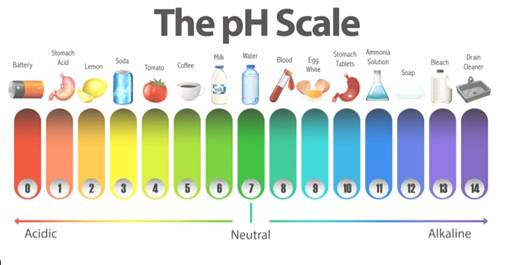 The pH Scale
Battery
Stomach
Acid
Lemon
Soda
Tomato
Coffee
Milk
Water
Blood
Egg
White
Stomach
Tablets
Ammonia
Solution
Soap
Bleach
Drain
Cleaner
0 1 2 3 4 5 6 7 8 9 10 11 12 13 14
Acidic Neutral Alkaline